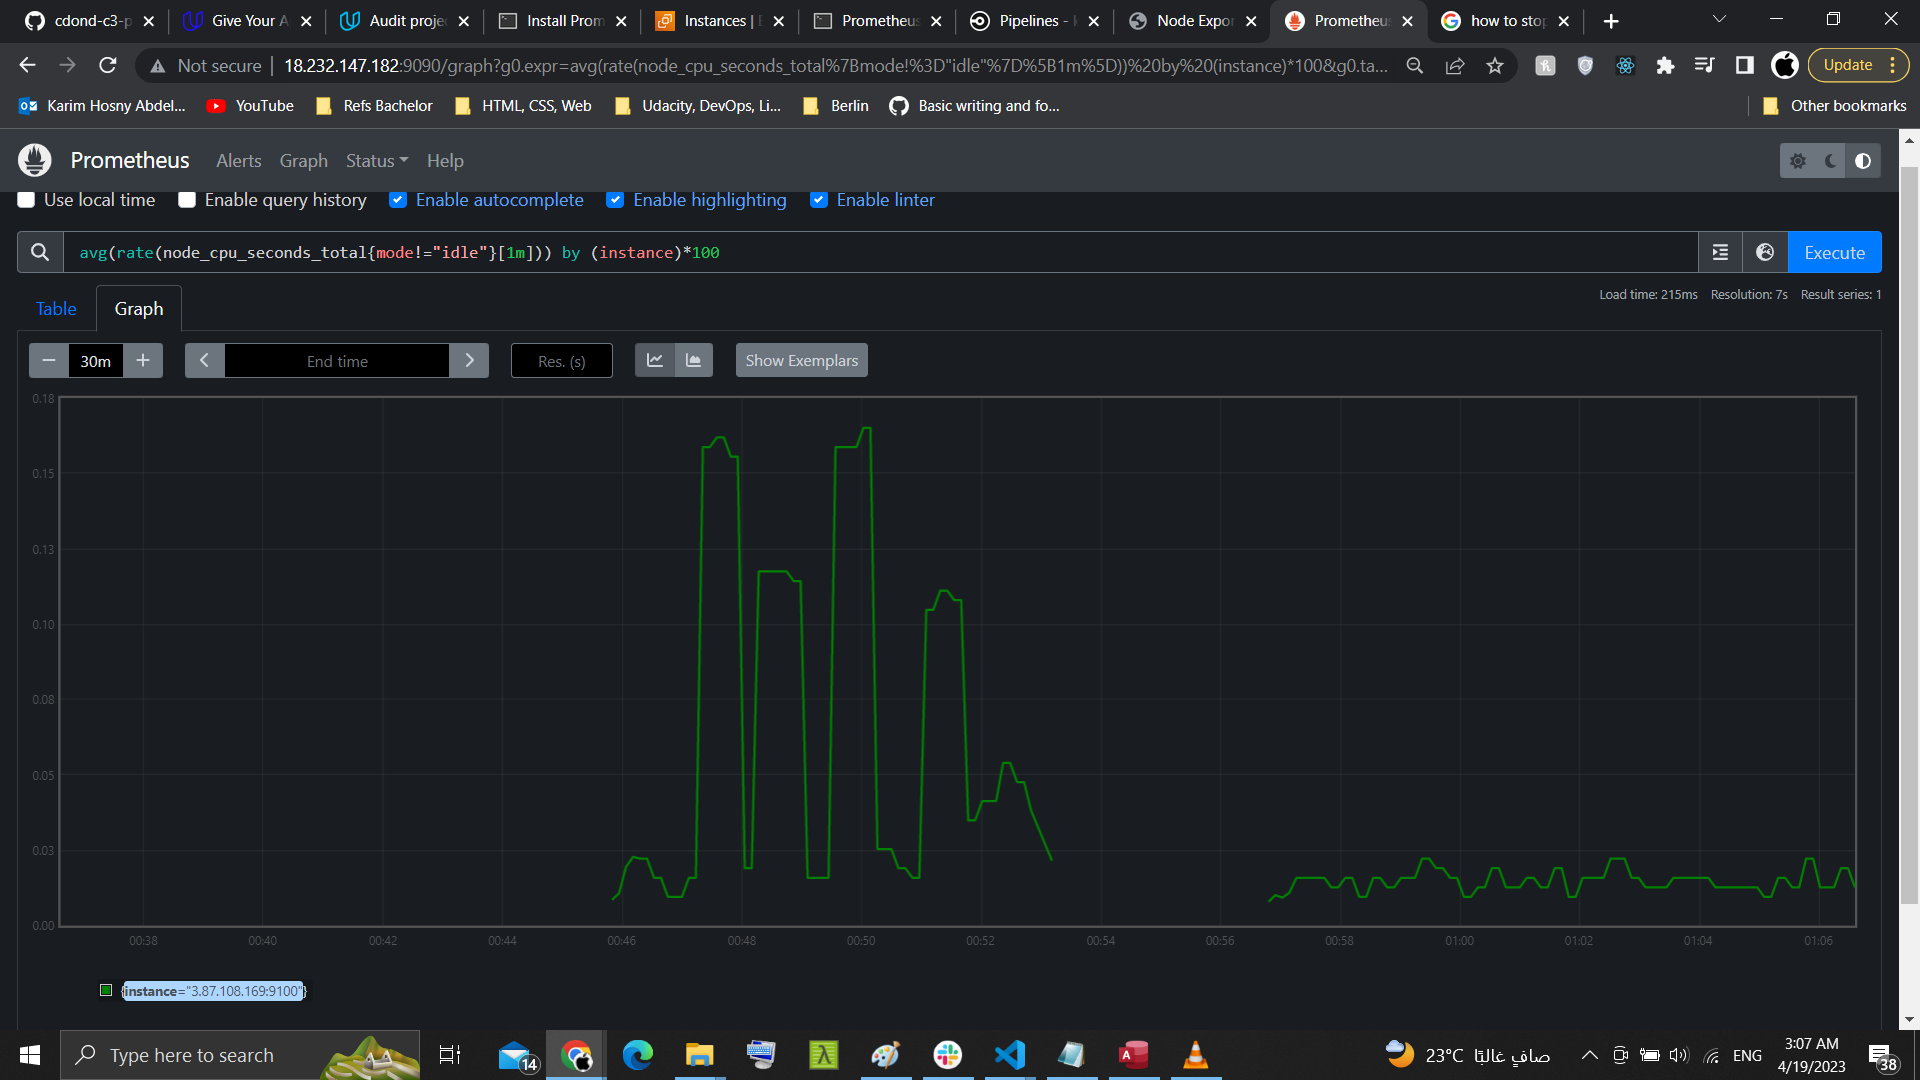 cdond-c3-p
Give Your A
Audit projec
Install Prom
Instances | E
Prometheus
Pipelines - k
Node Expor
Prometheus
how to stop
Not secure
18.232.147.182:9090/graph?g0.expr=avg(rate(node_cpu_seconds_total%7Bmode!%3D"idle"%7D%5B1m%5D))%20by%20(instance)*100&g0.ta...
Update
Karim Hosny Abdel...
YouTube
Refs Bachelor
HTML, CSS, Web
Udacity, DevOps, Li...
Berlin
Basic writing and fo...
Other bookmarks
Prometheus
Alerts
Graph
Status
Help
Use local time
Enable query history
Enable autocomplete
Enable highlighting
Enable linter
avg(rate(node_cpu_seconds_total{mode!="idle"}[1m])) by (instance)*100
Execute
Table
Graph
Load time: 215ms
Resolution: 7s
Result series: 1
30m
End time
Res. (s)
Show Exemplars
0.18
0.15
0.13
0.10
0.08
0.05
0.03
0.00
00:38
00:40
00:42
00:44
00:46
00:48
00:50
00:52
00:54
00:56
00:58
01:00
01:02
01:04
01:06
{instance="3.87.108.169:9100"}
Type here to search
14
23°C صافٍ غالبًا
ENG
3:07 AM
4/19/2023
38